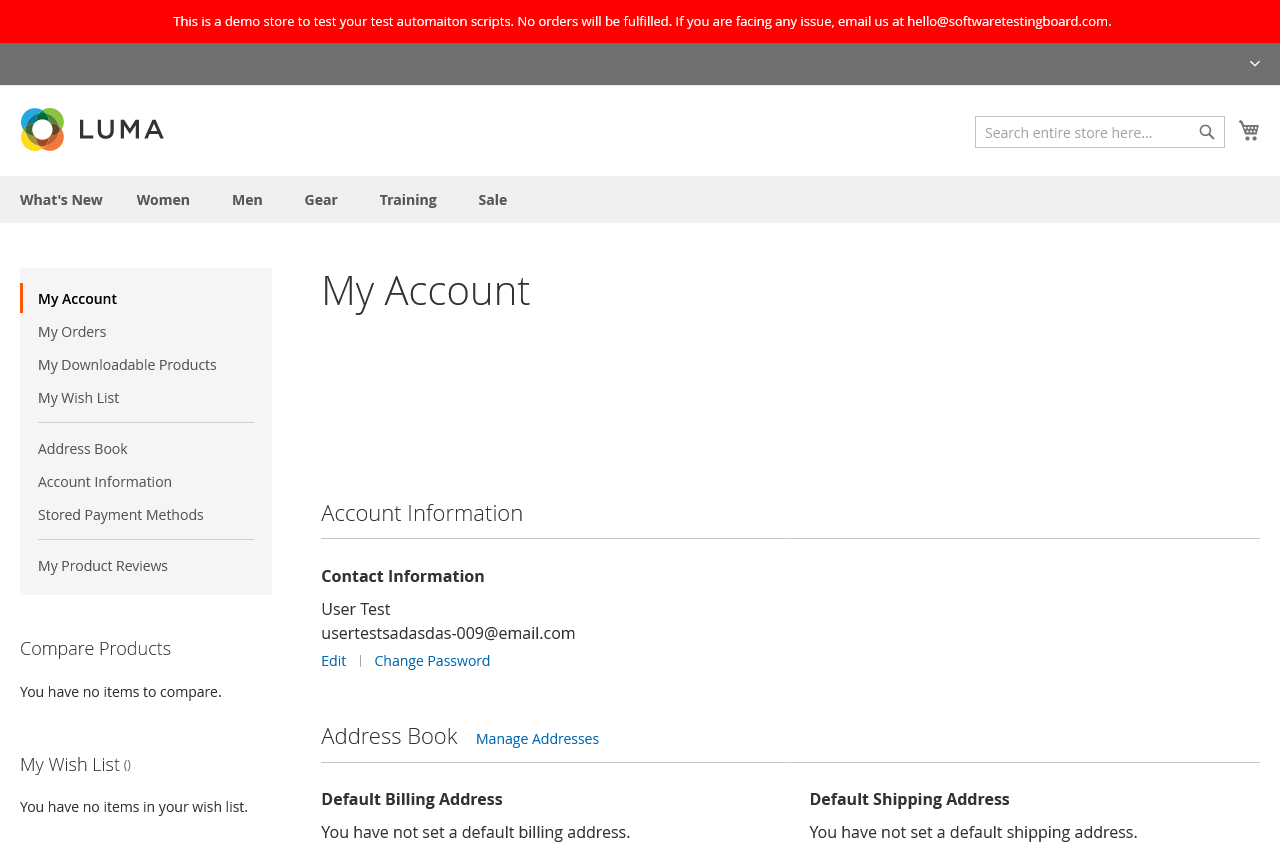 This is a demo store to test your test automaiton scripts. No orders will be fulfilled. If you are facing any issue, email us at hello@softwaretestingboard.com.
LUMA
Search entire store here...
What's New Women Men Gear Training Sale
My Account
My Orders
My Downloadable Products
My Wish List
Address Book
Account Information
Stored Payment Methods
My Product Reviews
Compare Products
You have no items to compare.
My Wish List ()
You have no items in your wish list.
My Account
Account Information
Contact Information
User Test
usertestsadasdas-009@email.com
Edit Change Password
Address Book Manage Addresses
Default Billing Address
You have not set a default billing address.
Default Shipping Address
You have not set a default shipping address.